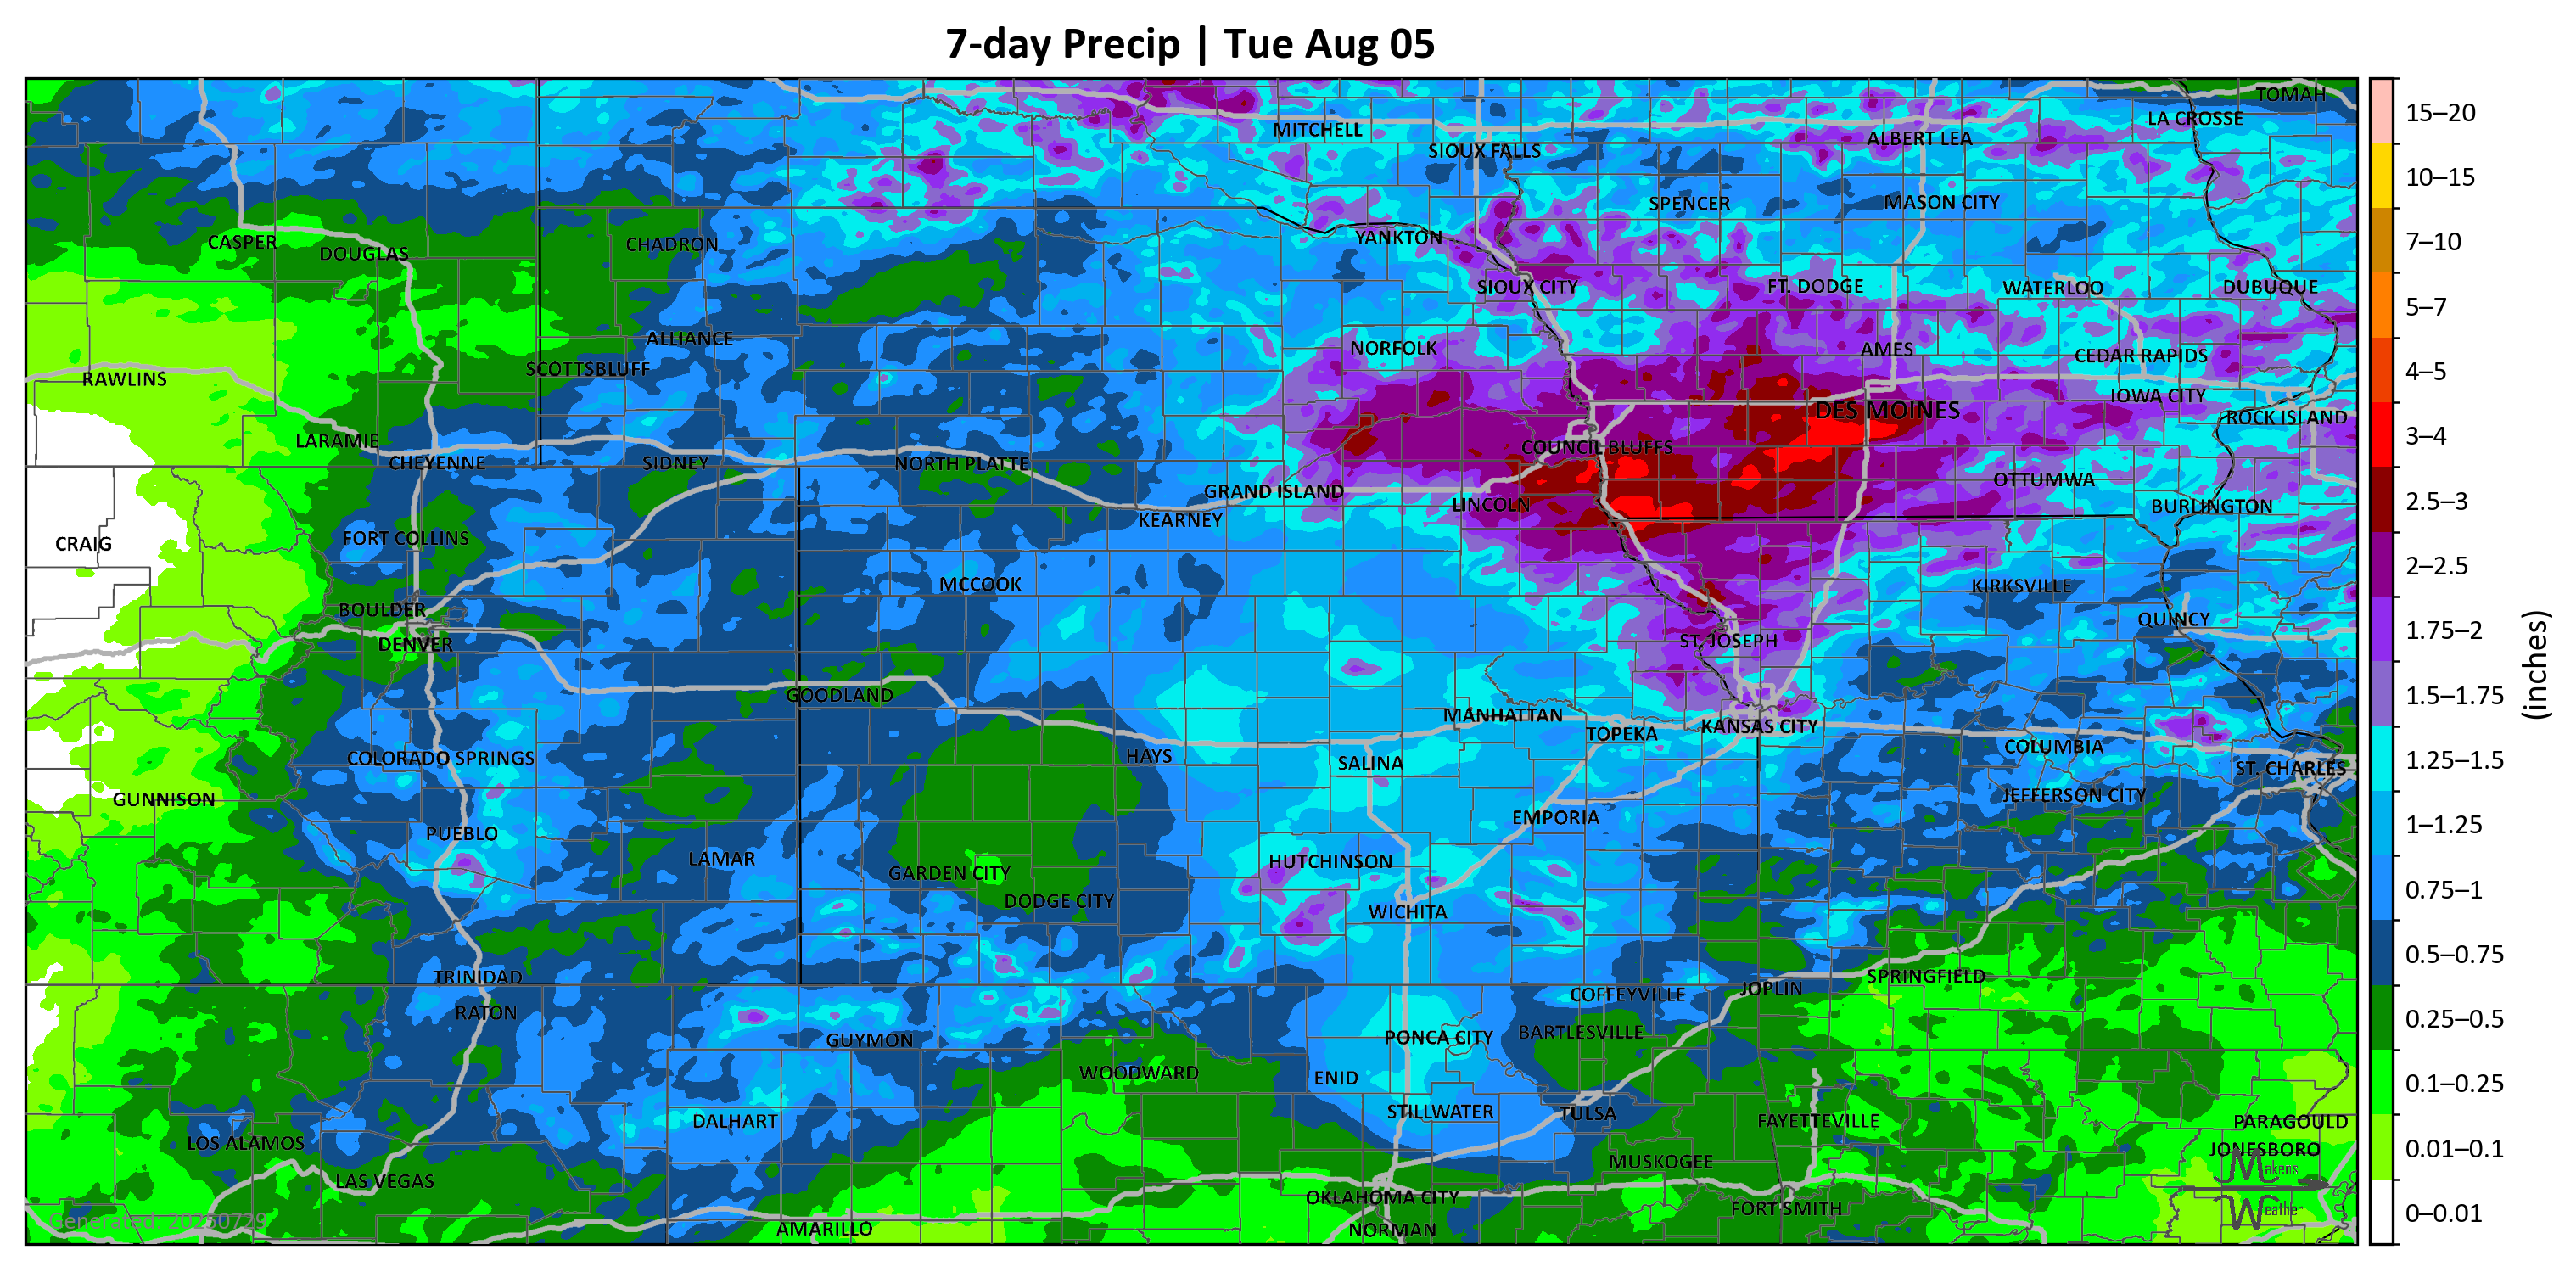 7-day Precip | Tue Aug 05
TOMAH
LA CROSSE
MITCHELL
ALBERT LEA
SIOUX FALLS
SPENCER
MASON CITY
YANKTON
CASPER
CHADRON
DOUGLAS
SIOUX CITY
FT. DODGE
WATERLOO
DUBUQUE
ALLIANCE
NORFOLK
AMES
CEDAR RAPIDS
SCOTTSBLUFF
RAWLINS
IOWA CITY
DES MOINES
ROCK ISLAND
LARAMIE
COUNCIL BLUFFS
CHEYENNE
SIDNEY
NORTH PLATTE
OTTUMWA
GRAND ISLAND
LINCOLN
BURLINGTON
KEARNEY
FORT COLLINS
CRAIG
MCCOOK
KIRKSVILLE
BOULDER
QUINCY
DENVER
ST. JOSEPH
GOODLAND
MANHATTAN
KANSAS CITY
TOPEKA
COLUMBIA
HAYS
COLORADO SPRINGS
SALINA
ST. CHARLES
GUNNISON
JEFFERSON CITY
EMPORIA
PUEBLO
LAMAR
HUTCHINSON
GARDEN CITY
DODGE CITY
WICHITA
TRINIDAD
SPRINGFIELD
JOPLIN
COFFEYVILLE
RATON
BARTLESVILLE
PONCA CITY
GUYMON
WOODWARD
ENID
STILLWATER
TULSA
DALHART
FAYETTEVILLE
PARAGOULD
LOS ALAMOS
JONESBORO
MUSKOGEE
Makens
LAS VEGAS
OKLAHOMA CITY
FORT SMITH
Weather
Generated: 20250729
AMARILLO
NORMAN
15–20
10–15
7–10
5–7
4–5
3–4
2.5–3
2–2.5
1.75–2
1.5–1.75
1.25–1.5
1–1.25
0.75–1
0.5–0.75
0.25–0.5
0.1–0.25
0.01–0.1
0–0.01
(inches)